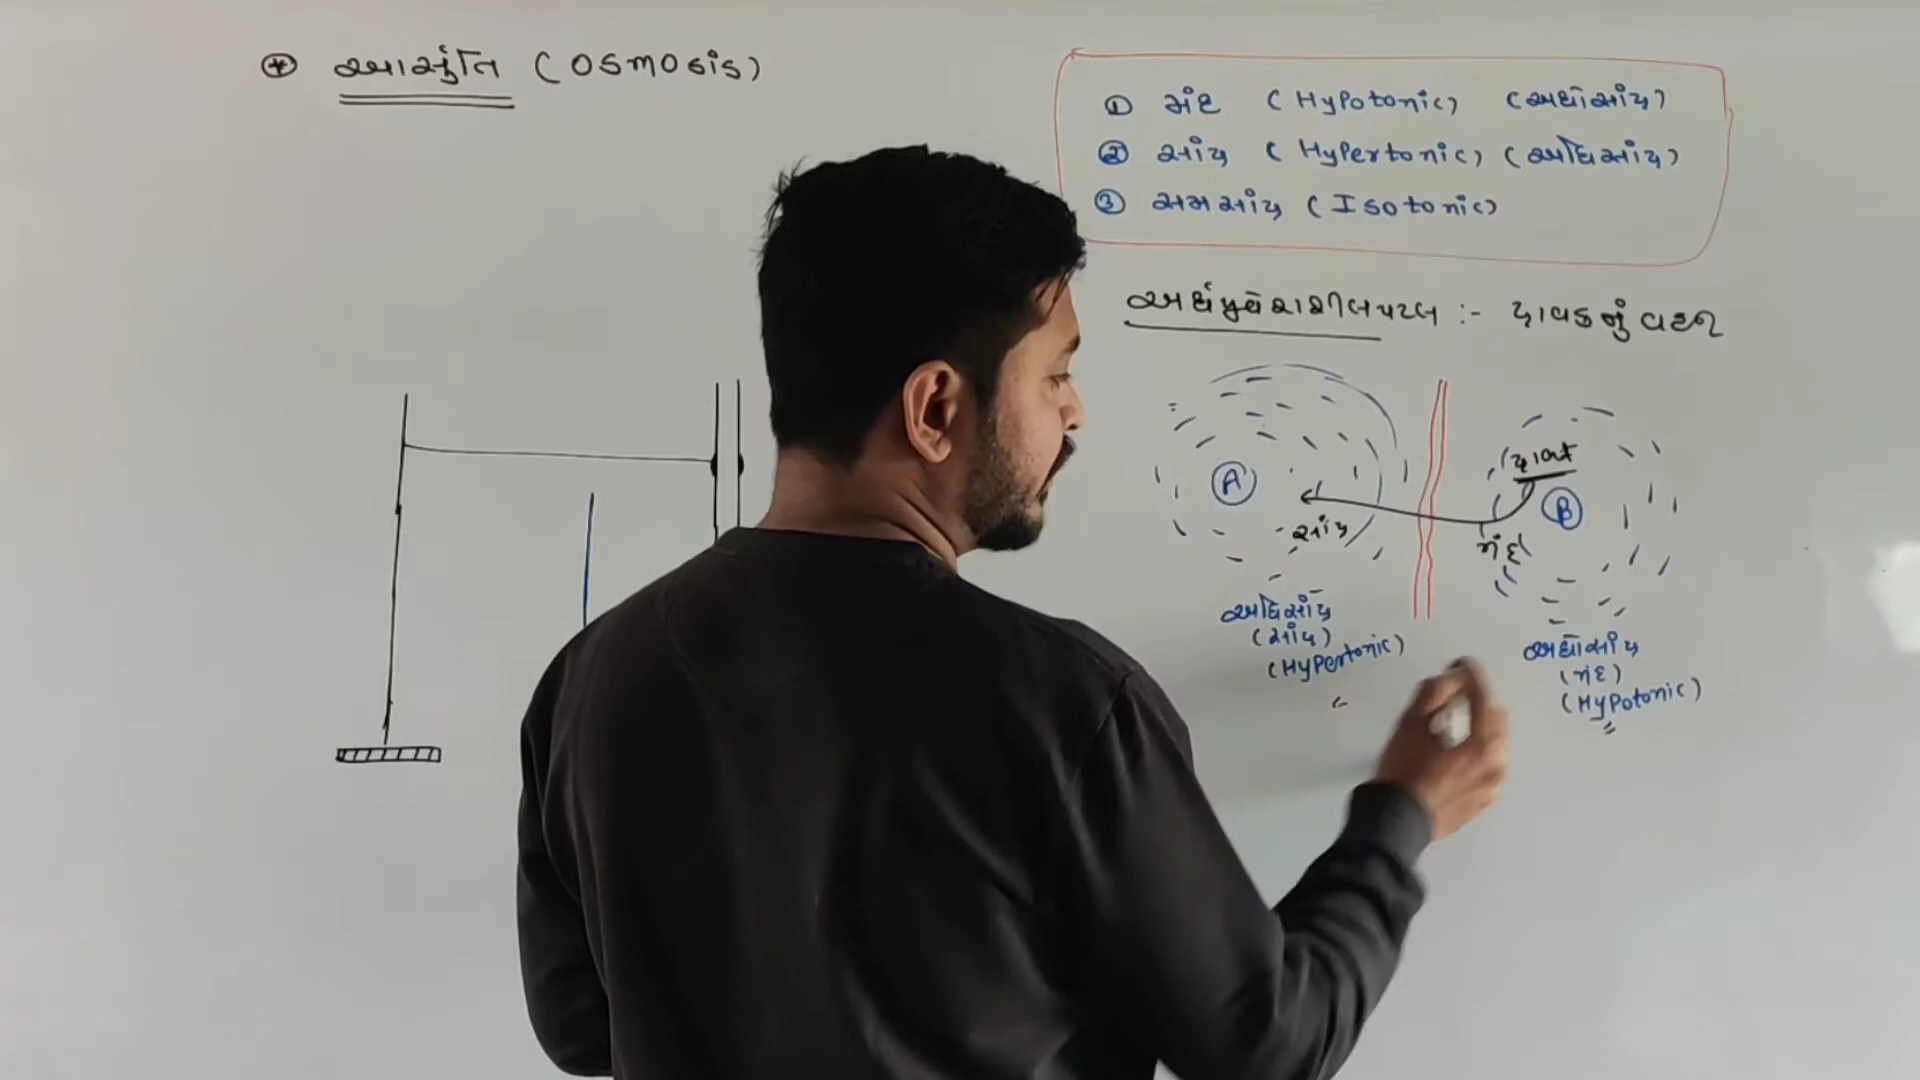 * આસૃતિ (Osmosis)
① મંદ (Hypotonic) (અધોસાંદ્ર)
② સાંદ્ર (Hypertonic) (અધિસાંદ્ર)
③ સમસાંદ્ર (Isotonic)
અર્ધપ્રવેશશીલપટલ :- દ્રાવકનું વહન
A
સાંદ્ર
અધિસાંદ્ર
(સાંદ્ર)
(Hypertonic)
દ્રાવક
B
મંદ
અધોસાંદ્ર
(મંદ)
(Hypotonic)